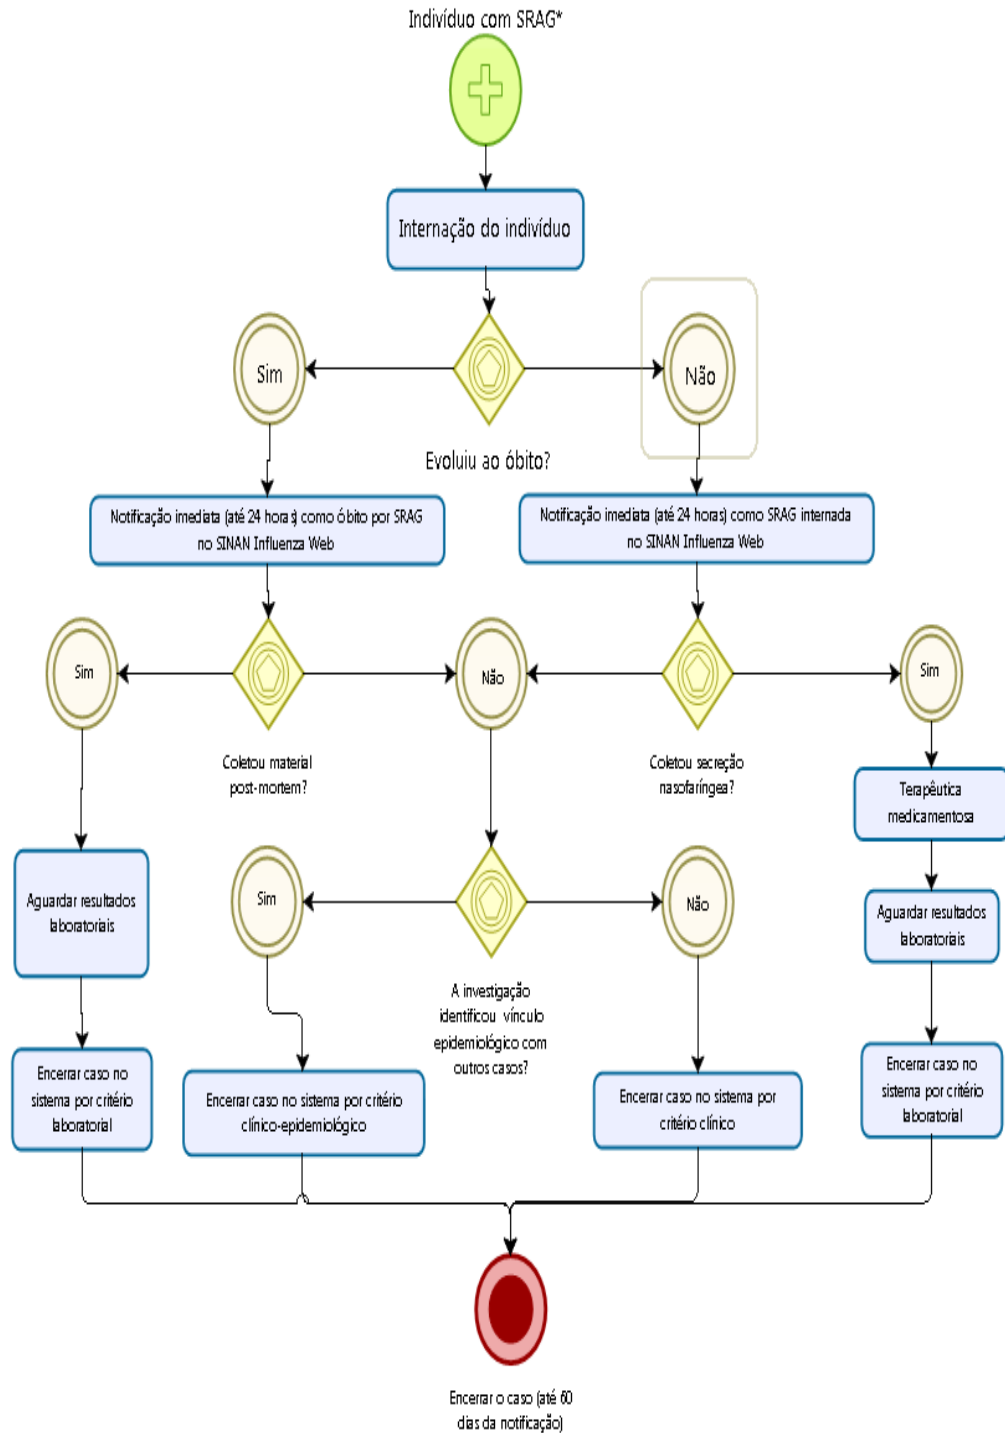 Indivíduo com SRAG*
Internação do indivíduo
Sim
Não
Evoluiu ao óbito?
Notificação imediata (até 24 horas) como óbito por SRAG
no SINAN Influenza Web
Notificação imediata (até 24 horas) como SRAG internada
no SINAN Influenza Web
Sim
Não
Sim
Coletou material
post-mortem?
Coletou secreção
nasofaríngea?
Terapêutica
medicamentosa
Aguardar resultados
laboratoriais
Sim
Não
Aguardar resultados
laboratoriais
A investigação
identificou vínculo
epidemiológico com
outros casos?
Encerrar caso no
sistema por critério
laboratorial
Encerrar caso no sistema por critério
clínico-epidemiológico
Encerrar caso no sistema por
critério clínico
Encerrar caso no
sistema por critério
laboratorial
Encerrar o caso (até 60
dias da notificação)